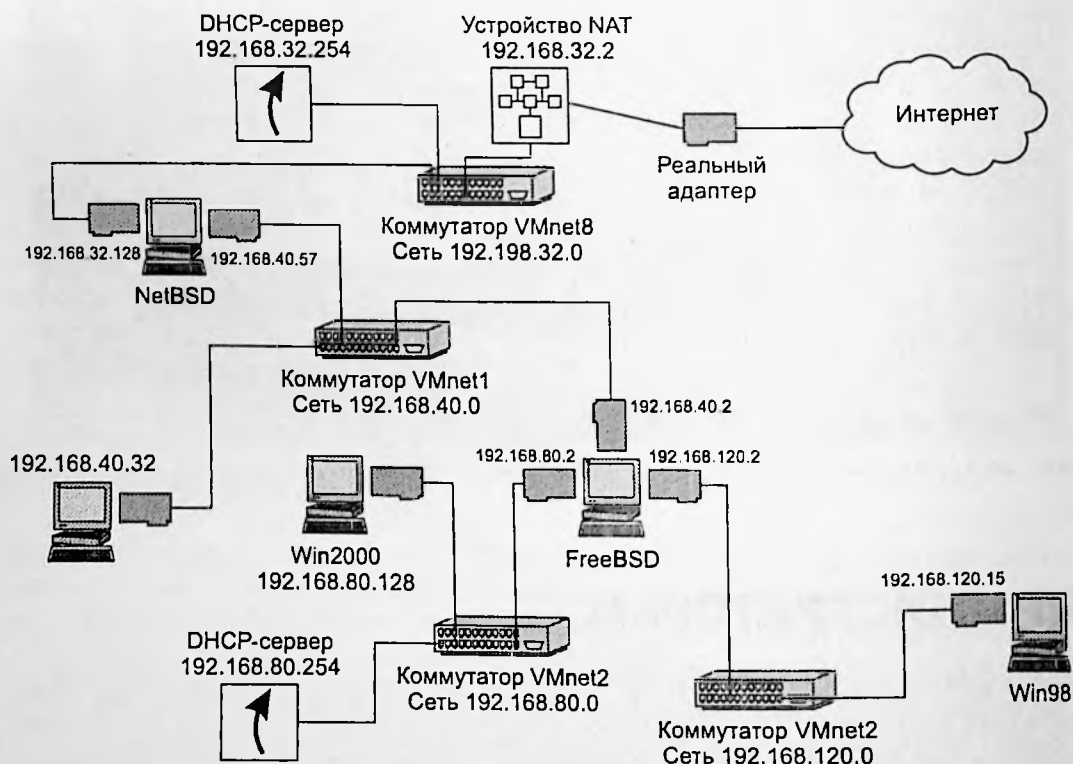 DHCP-сервер
192.168.32.254
Устройство NAT
192.168.32.2
Интернет
Реальный
адаптер
Коммутатор VMnet8
Сеть 192.198.32.0
192.168.32.128
192.168.40.57
NetBSD
Коммутатор VMnet1
Сеть 192.168.40.0
192.168.40.2
192.168.40.32
192.168.80.2
192.168.120.2
Win2000
192.168.80.128
FreeBSD
192.168.120.15
Win98
DHCP-сервер
192.168.80.254
Коммутатор VMnet2
Сеть 192.168.80.0
Коммутатор VMnet2
Сеть 192.168.120.0